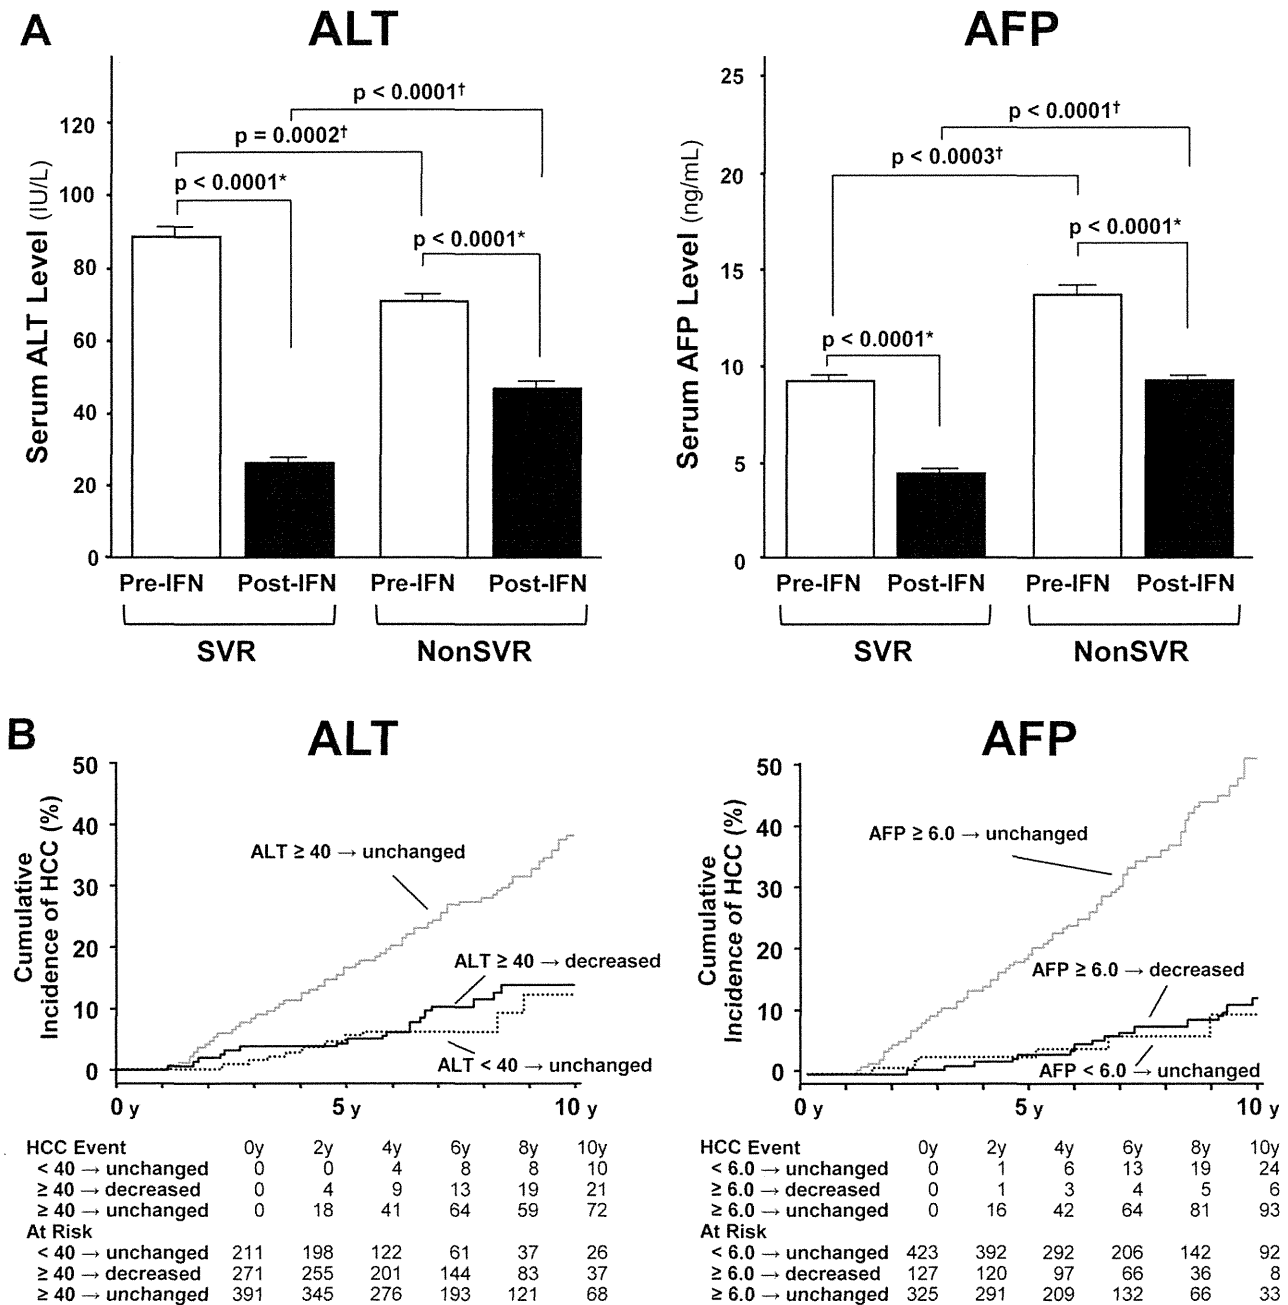 A
ALT
AFP
Serum ALT Level (IU/L)
120
100
80
60
40
20
0
p < 0.0001†
p = 0.0002†
p < 0.0001*
p < 0.0001*
Pre-IFN Post-IFN Pre-IFN Post-IFN
SVR NonSVR
Serum AFP Level (ng/mL)
25
20
15
10
5
0
p < 0.0001†
p < 0.0003†
p < 0.0001*
p < 0.0001*
Pre-IFN Post-IFN Pre-IFN Post-IFN
SVR NonSVR
B
ALT
AFP
Cumulative
Incidence of HCC (%)
50
40
30
20
10
0
ALT ≥ 40 → unchanged
ALT ≥ 40 → decreased
ALT < 40 → unchanged
0 y 5 y 10 y
HCC Event 0y 2y 4y 6y 8y 10y
< 40 → unchanged 0 0 4 8 8 10
≥ 40 → decreased 0 4 9 13 19 21
≥ 40 → unchanged 0 18 41 64 59 72
At Risk
< 40 → unchanged 211 198 122 61 37 26
≥ 40 → decreased 271 255 201 144 83 37
≥ 40 → unchanged 391 345 276 193 121 68
Cumulative
Incidence of HCC (%)
50
40
30
20
10
0
AFP ≥ 6.0 → unchanged
AFP ≥ 6.0 → decreased
AFP < 6.0 → unchanged
0 y 5 y 10 y
HCC Event 0y 2y 4y 6y 8y 10y
< 6.0 → unchanged 0 1 6 13 19 24
≥ 6.0 → decreased 0 1 3 4 5 6
≥ 6.0 → unchanged 0 16 42 64 81 93
At Risk
< 6.0 → unchanged 423 392 292 206 142 92
≥ 6.0 → decreased 127 120 97 66 36 8
≥ 6.0 → unchanged 325 291 209 132 66 33